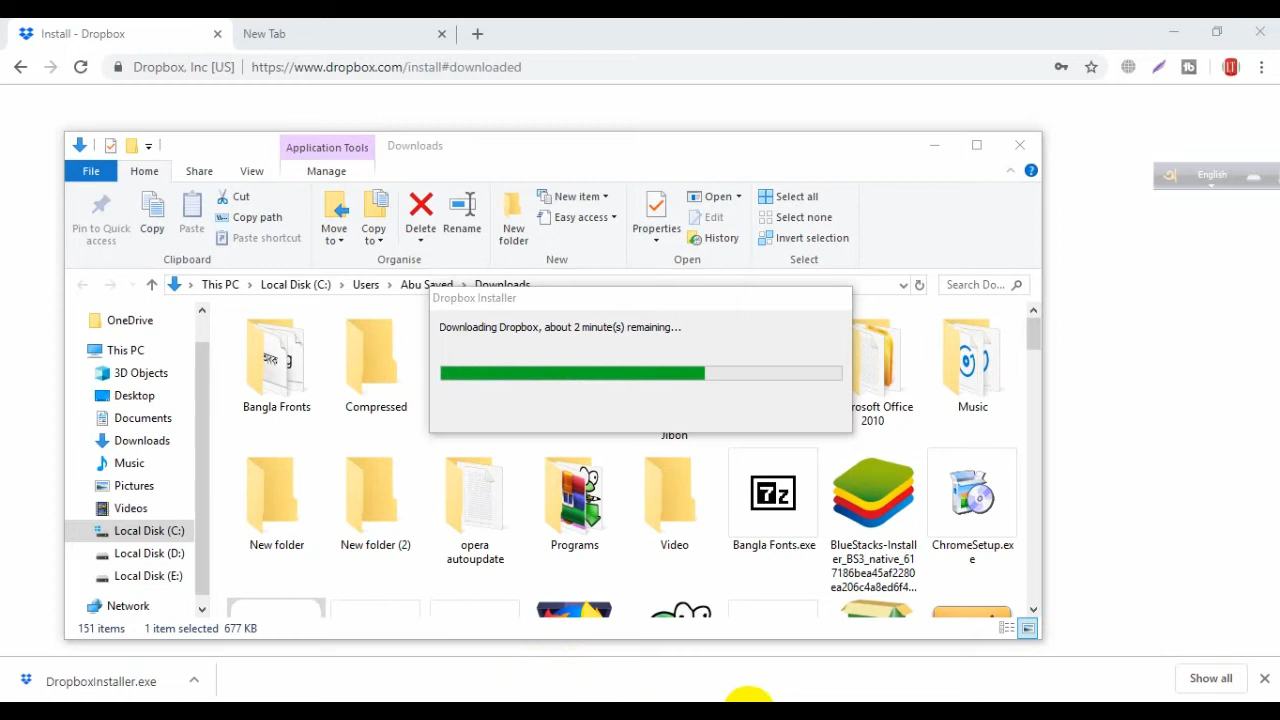 Install - Dropbox
New Tab
Dropbox, Inc [US]
https://www.dropbox.com/install#downloaded
Application Tools
Downloads
File
Home
Share
View
Manage
English
Pin to Quick access
Copy
Paste
Cut
Copy path
Paste shortcut
Move to
Copy to
Delete
Rename
New folder
New item
Easy access
Properties
Open
Edit
History
Select all
Select none
Invert selection
Clipboard
Organise
New
Open
Select
This PC
Local Disk (C:)
Users
Abu Sayed
Downloads
Search Do...
Dropbox Installer
Downloading Dropbox, about 2 minute(s) remaining...
OneDrive
This PC
3D Objects
Desktop
Documents
Downloads
Music
Pictures
Videos
Local Disk (C:)
Local Disk (D:)
Local Disk (E:)
Network
Bangla Fronts
Compressed
Jibon
rosoft Office
2010
Music
New folder
New folder (2)
opera
autoupdate
Programs
Video
Bangla Fonts.exe
BlueStacks-Install
er_BS3_native_61
7186bea45af2280
ea206c4a8ed6f4...
ChromeSetup.ex
e
7z
151 items
1 item selected 677 KB
DropboxInstaller.exe
Show all